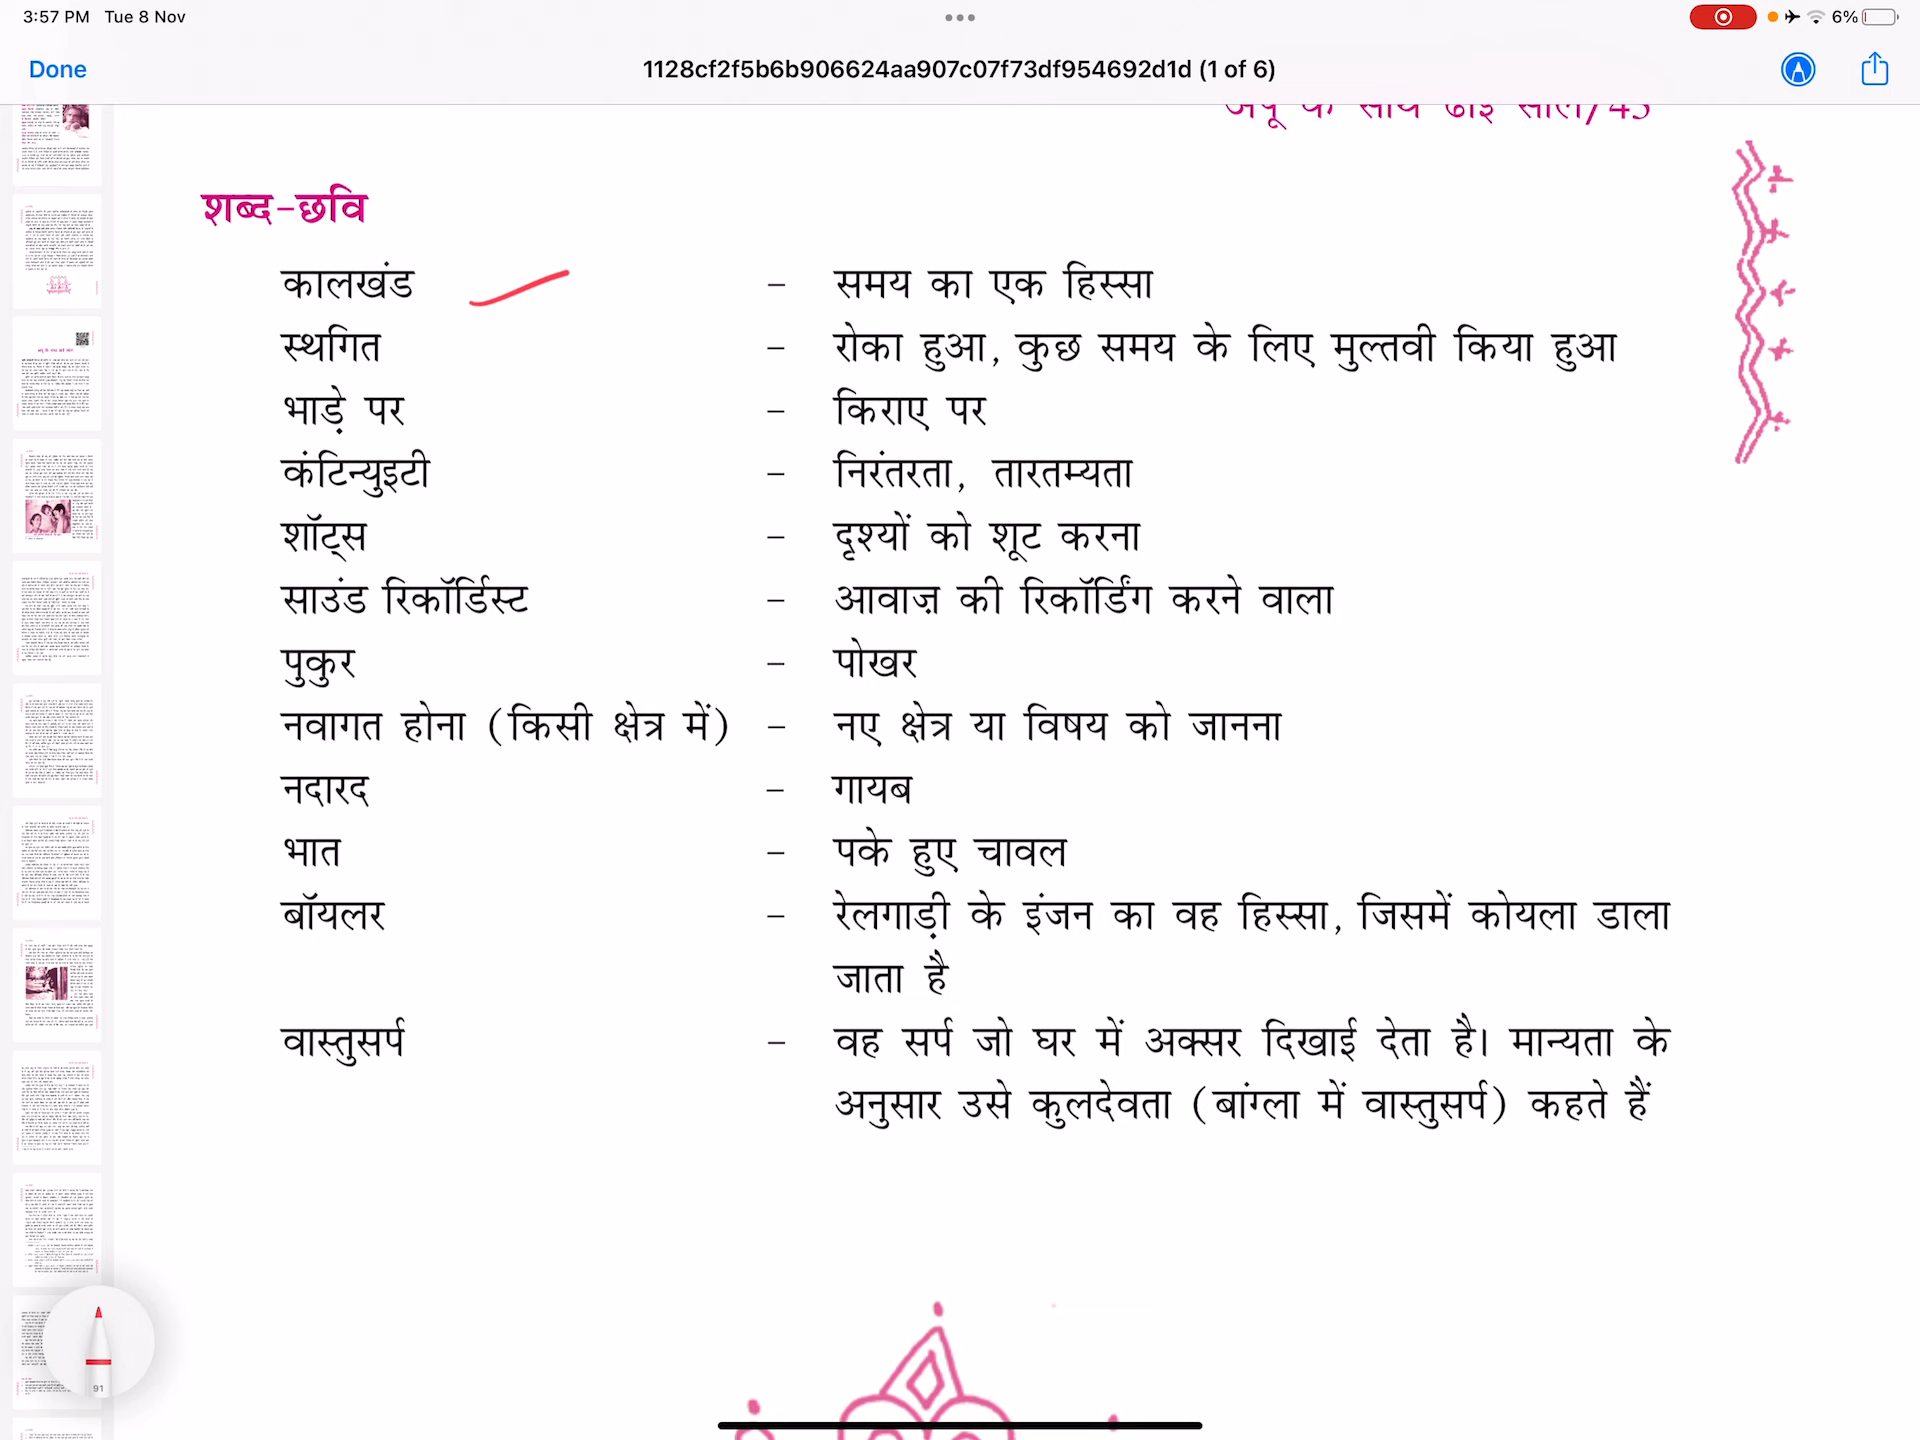 3:57 PM Tue 8 Nov
6%
Done
1128cf2f5b6b906624aa907c07f73df954692d1d (1 of 6)
अपू के साथ ढाई साल/45
शब्द-छवि
कालखंड – समय का एक हिस्सा
स्थगित – रोका हुआ, कुछ समय के लिए मुल्तवी किया हुआ
भाड़े पर – किराए पर
कंटिन्युइटी – निरंतरता, तारतम्यता
शॉट्स – दृश्यों को शूट करना
साउंड रिकॉर्डिस्ट – आवाज़ की रिकॉर्डिंग करने वाला
पुकुर – पोखर
नवागत होना (किसी क्षेत्र में) – नए क्षेत्र या विषय को जानना
नदारद – गायब
भात – पके हुए चावल
बॉयलर – रेलगाड़ी के इंजन का वह हिस्सा, जिसमें कोयला डाला
जाता है
वास्तुसर्प – वह सर्प जो घर में अक्सर दिखाई देता है। मान्यता के
अनुसार उसे कुलदेवता (बांग्ला में वास्तुसर्प) कहते हैं
91